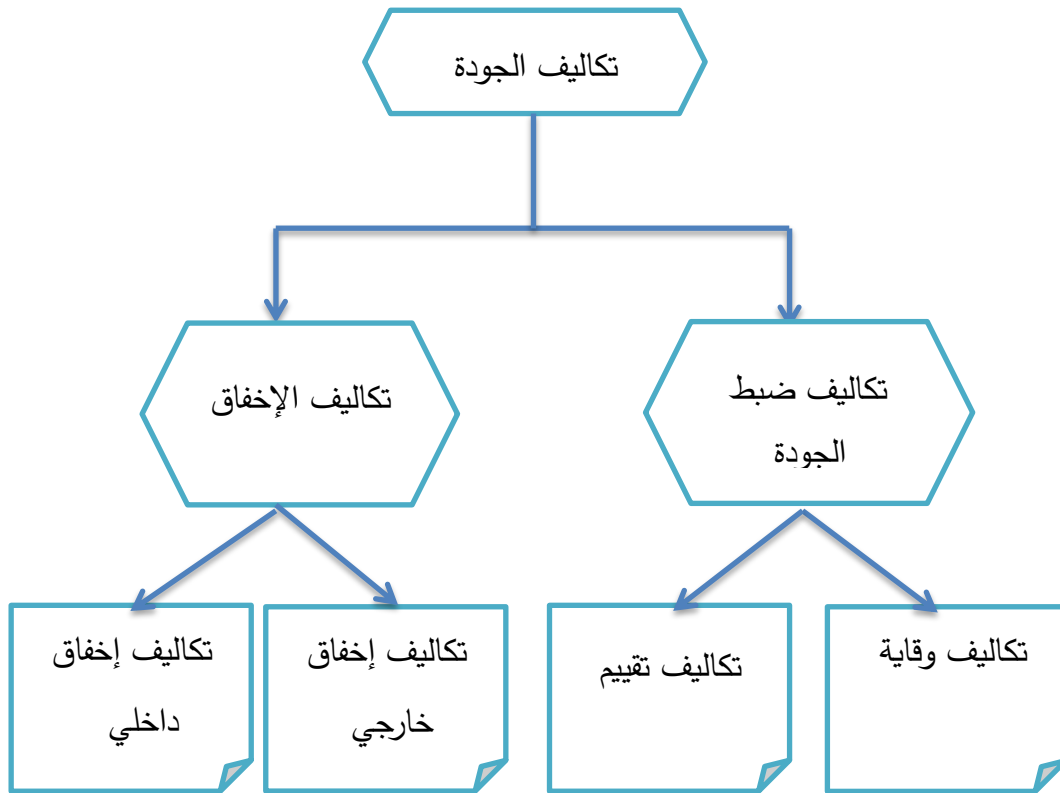 تكاليف الجودة
تكاليف ضبط
الجودة
تكاليف الإخفاق
تكاليف وقاية
تكاليف تقييم
تكاليف إخفاق
خارجي
تكاليف إخفاق
داخلي